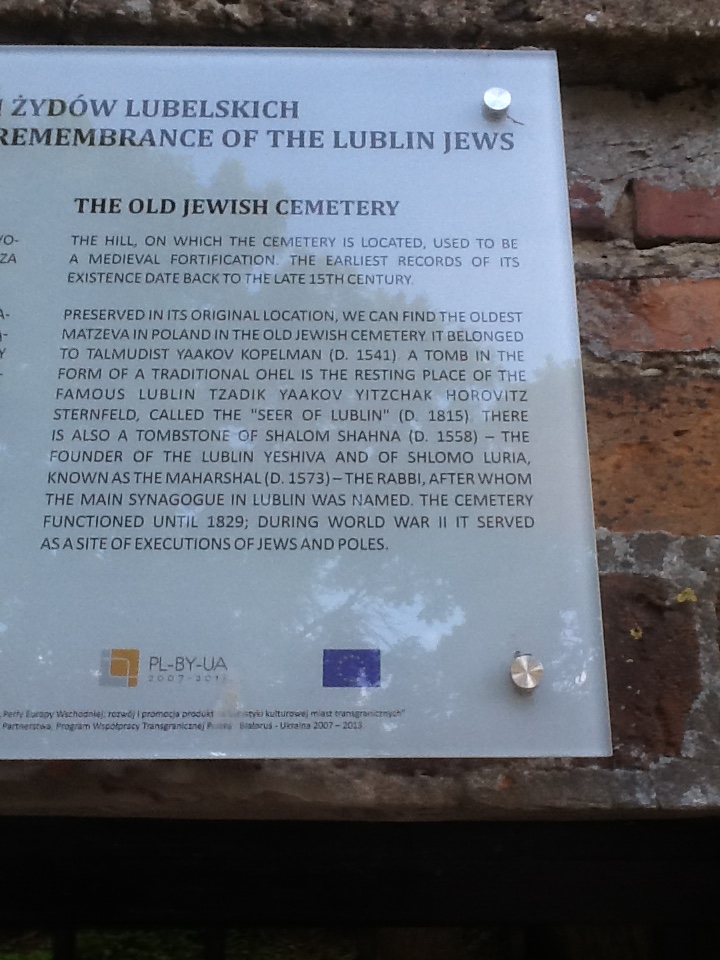 ŻYDÓW LUBELSKICH
REMEMBRANCE OF THE LUBLIN JEWS
THE OLD JEWISH CEMETERY
THE HILL, ON WHICH THE CEMETERY IS LOCATED, USED TO BE
A MEDIEVAL FORTIFICATION. THE EARLIEST RECORDS OF ITS
EXISTENCE DATE BACK TO THE LATE 15TH CENTURY.
PRESERVED IN ITS ORIGINAL LOCATION, WE CAN FIND THE OLDEST
MATZEVA IN POLAND IN THE OLD JEWISH CEMETERY. IT BELONGED
TO TALMUDIST YAAKOV KOPELMAN (D. 1541). A TOMB IN THE
FORM OF A TRADITIONAL OHEL IS THE RESTING PLACE OF THE
FAMOUS LUBLIN TZADIK YAAKOV YITZCHAK HOROVITZ
STERNFELD, CALLED THE "SEER OF LUBLIN" (D. 1815). THERE
IS ALSO A TOMBSTONE OF SHALOM SHAHNA (D. 1558) – THE
FOUNDER OF THE LUBLIN YESHIVA AND OF SHLOMO LURIA,
KNOWN AS THE MAHARSHAL (D. 1573) – THE RABBI, AFTER WHOM
THE MAIN SYNAGOGUE IN LUBLIN WAS NAMED. THE CEMETERY
FUNCTIONED UNTIL 1829; DURING WORLD WAR II IT SERVED
AS A SITE OF EXECUTIONS OF JEWS AND POLES.
PL-BY-UA
2007-2013
Perły Europy Wschodniej: rozwój i promocja produkt turystyki kulturowej miast transgranicznych"
Partnerstwa, Program Współpracy Transgranicznej Polska - Białoruś - Ukraina 2007 – 2013